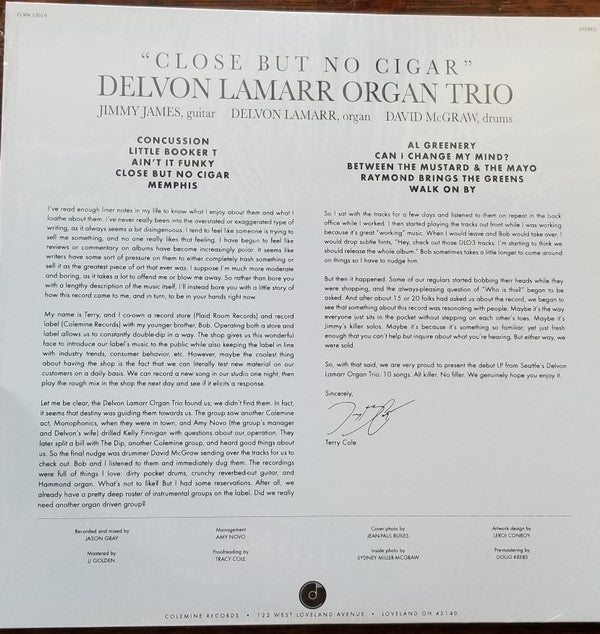 CLMN 12019
STEREO
"CLOSE BUT NO CIGAR"
DELVON LAMARR ORGAN TRIO
JIMMY JAMES, guitar DELVON LAMARR, organ DAVID McGRAW, drums
CONCUSSION
LITTLE BOOKER T
AIN'T IT FUNKY
CLOSE BUT NO CIGAR
MEMPHIS
AL GREENERY
CAN I CHANGE MY MIND?
BETWEEN THE MUSTARD & THE MAYO
RAYMOND BRINGS THE GREENS
WALK ON BY
I've read enough liner notes in my life to know what I enjoy about them and what I
loathe about them. I've never really been into the overstated or exaggerated type of
writing, as it always seems a bit disingenuous. I tend to feel like someone is trying to
sell me something, and no one really likes that feeling. I have begun to feel like
reviews or commentary on albums have become increasingly polar. It seems like
writers have some sort of pressure on them to either completely trash something or
sell it as the greatest piece of art that ever was. I suppose I'm much more moderate
and boring, as it takes a lot to offend me or blow me away. So rather than bore you
with a lengthy description of the music itself, I'll instead bore you with a little story of
how this record came to me, and in turn, to be in your hands right now.
My name is Terry, and I co-own a record store (Plaid Room Records) and record
label (Colemine Records) with my younger brother, Bob. Operating both a store and
label allows us to constantly double-dip in a way. The shop gives us this wonderful
face to introduce our label's music to the public while also keeping the label in line
with industry trends, consumer behavior, etc. However, maybe the coolest thing
about having the shop is the fact that we can literally test new material on our
customers on a daily basis. We can record a new song in our studio one night, then
play the rough mix in the shop the next day and see if it elicits a response.
Let me be clear, the Delvon Lamarr Organ Trio found us; we didn't find them. In fact,
it seems that destiny was guiding them towards us. The group saw another Colemine
act, Monophonics, when they were in town, and Amy Novo (the group's manager
and Delvon's wife) drilled Kelly Finnigan with questions about our operation. They
later split a bill with The Dip, another Colemine group, and heard good things about
us. So the final nudge was drummer David McGraw sending over the tracks for us to
check out. Bob and I listened to them and immediately dug them. The recordings
were full of things I love: dirty pocket drums, crunchy reverbed-out guitar, and
Hammond organ. What's not to like? But I had some reservations. After all, we
already have a pretty deep roster of instrumental groups on the label. Did we really
need another organ driven group?
So I sat with the tracks for a few days and listened to them on repeat in the back
office while I worked. I then started playing the tracks out front while I was working
because it's great "working" music. When I would leave and Bob would take over, I
would drop subtle hints, "Hey, check out those DLO3 tracks. I'm starting to think we
should release the whole album." Bob sometimes takes a little longer to come around
on things so I have to nudge him.
But then it happened. Some of our regulars started bobbing their heads while they
were shopping, and the always-pleasing question of "Who is this?" began to be
asked. And after about 15 or 20 folks had asked us about the record, we began to
see that something about this record was resonating with people. Maybe it's the way
everyone just sits in the pocket without stepping on each other's toes. Maybe it's
Jimmy's killer solos. Maybe it's because it's something so familiar, yet just fresh
enough that you can't help but inquire about what you're hearing. But either way, we
were sold.
So, with that said, we are very proud to present the debut LP from Seattle's Delvon
Lamarr Organ Trio. 10 songs. All killer. No filler. We genuinely hope you enjoy it.
Sincerely,
Terry Cole
Recorded and mixed by
JASON GRAY
Management
AMY NOVO
Cover photo by
JEAN-PAUL BUXES
Artwork design by
LEROI CONROY
Mastered by
JJ GOLDEN
Proofreading by
TRACY COLE
Inside photo by
SYDNEY MILLER-MCGRAW
Pre-mastering by
DOUG KREBS
COLEMINE RECORDS • 122 WEST LOVELAND AVENUE • LOVELAND OH 45140